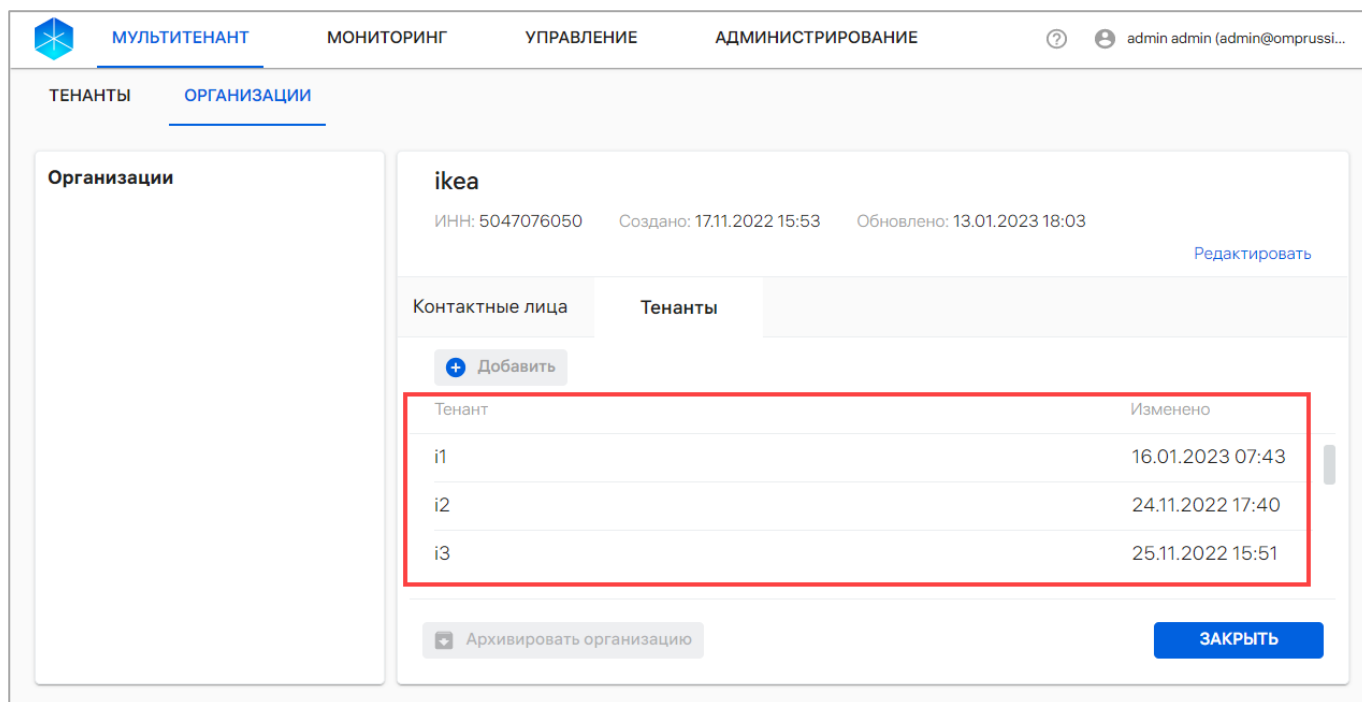 МУЛЬТИТЕНАНТ МОНИТОРИНГ УПРАВЛЕНИЕ АДМИНИСТРИРОВАНИЕ ? admin admin (admin@omprussi...
ТЕНАНТЫ ОРГАНИЗАЦИИ
Организации
ikea
ИНН: 5047076050 Создано: 17.11.2022 15:53 Обновлено: 13.01.2023 18:03
Редактировать
Контактные лица Тенанты
Добавить
Тенант Изменено
i1 16.01.2023 07:43
i2 24.11.2022 17:40
i3 25.11.2022 15:51
Архивировать организацию ЗАКРЫТЬ